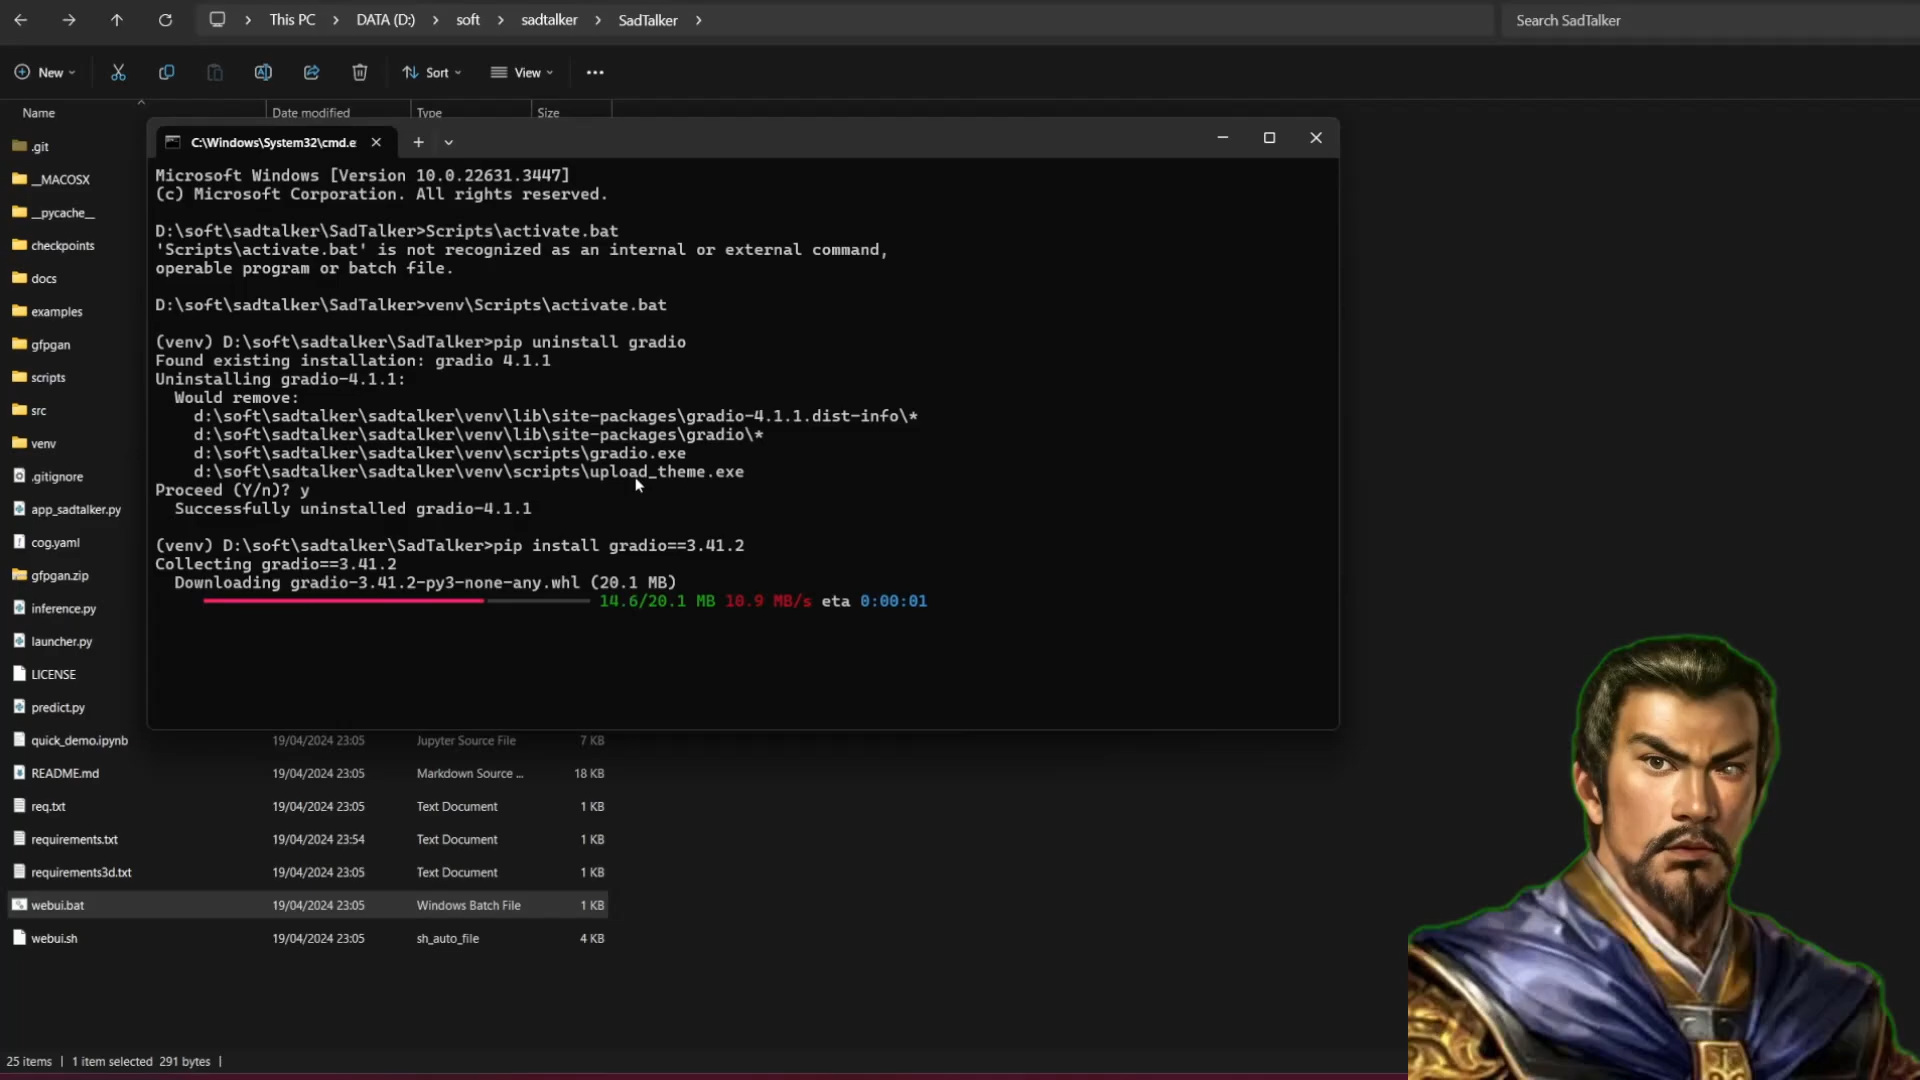 This PC
DATA (D:)
soft
sadtalker
SadTalker
Search SadTalker
New
Sort
View
Name
Date modified
Type
Size
.git
__MACOSX
__pycache__
checkpoints
docs
examples
gfpgan
scripts
src
venv
.gitignore
app_sadtalker.py
cog.yaml
gfpgan.zip
inference.py
launcher.py
LICENSE
predict.py
quick_demo.ipynb 19/04/2024 23:05 Jupyter Source File 7 KB
README.md 19/04/2024 23:05 Markdown Source ... 18 KB
req.txt 19/04/2024 23:05 Text Document 1 KB
requirements.txt 19/04/2024 23:54 Text Document 1 KB
requirements3d.txt 19/04/2024 23:05 Text Document 1 KB
webui.bat 19/04/2024 23:05 Windows Batch File 1 KB
webui.sh 19/04/2024 23:05 sh_auto_file 4 KB
C:\Windows\System32\cmd.e
Microsoft Windows [Version 10.0.22631.3447]
(c) Microsoft Corporation. All rights reserved.
D:\soft\sadtalker\SadTalker>Scripts\activate.bat
'Scripts\activate.bat' is not recognized as an internal or external command,
operable program or batch file.
D:\soft\sadtalker\SadTalker>venv\Scripts\activate.bat
(venv) D:\soft\sadtalker\SadTalker>pip uninstall gradio
Found existing installation: gradio 4.1.1
Uninstalling gradio-4.1.1:
Would remove:
d:\soft\sadtalker\sadtalker\venv\lib\site-packages\gradio-4.1.1.dist-info\*
d:\soft\sadtalker\sadtalker\venv\lib\site-packages\gradio\*
d:\soft\sadtalker\sadtalker\venv\scripts\gradio.exe
d:\soft\sadtalker\sadtalker\venv\scripts\upload_theme.exe
Proceed (Y/n)? y
Successfully uninstalled gradio-4.1.1
(venv) D:\soft\sadtalker\SadTalker>pip install gradio==3.41.2
Collecting gradio==3.41.2
Downloading gradio-3.41.2-py3-none-any.whl (20.1 MB)
14.6/20.1 MB 10.9 MB/s eta 0:00:01
25 items | 1 item selected 291 bytes |